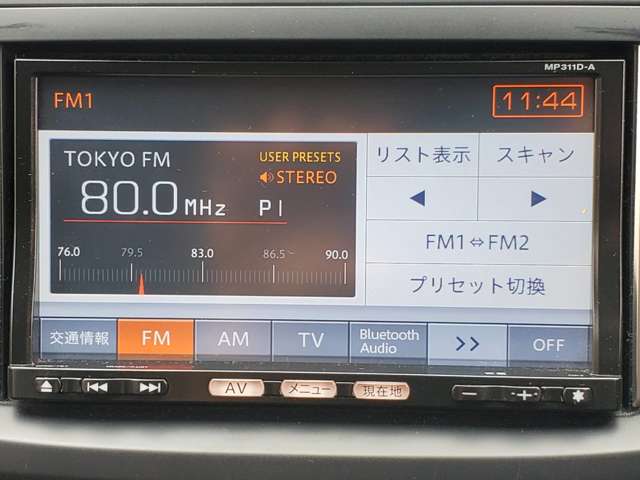 MP311D-A
FM1
11:44
TOKYO FM
USER PRESETS
STEREO
80.0 MHz P1
76.0 79.5 83.0 86.5 90.0
リスト表示 スキャン
◀ ▶
FM1⇔FM2
プリセット切換
交通情報 FM AM TV Bluetooth Audio >> OFF
AV メニュー 現在地